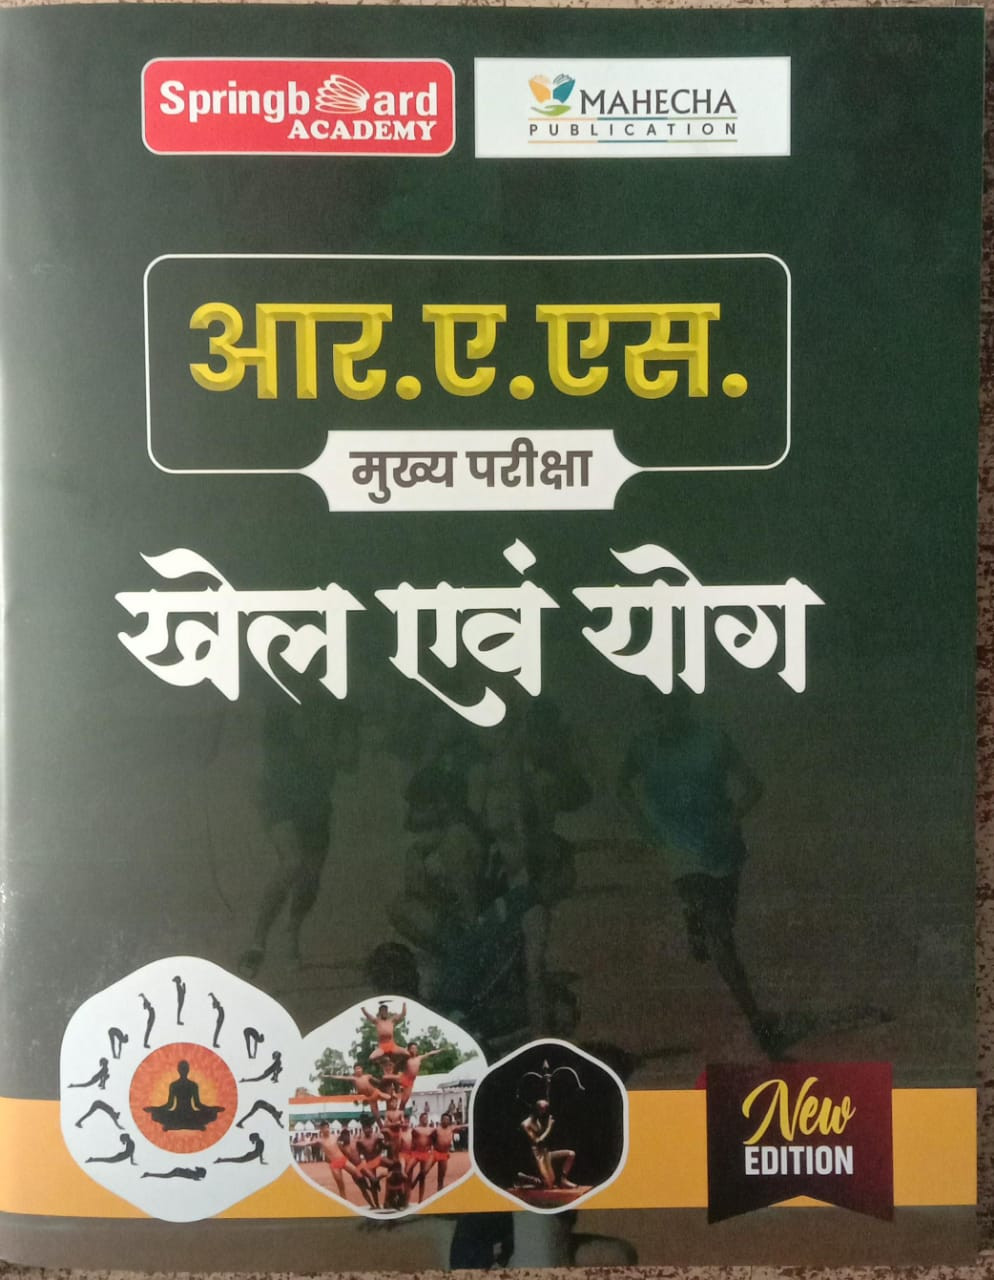 Springboard
ACADEMY
MAHECHA
PUBLICATION
आर.ए.एस.
मुख्य परीक्षा
खेल एवं योग
New
EDITION